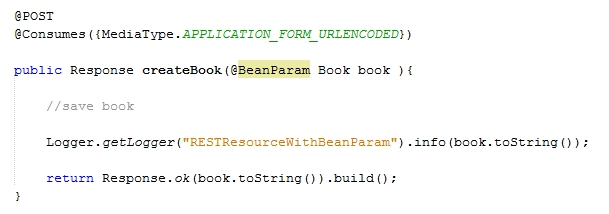 @POST
@Consumes({MediaType.APPLICATION_FORM_URLENCODED})
public Response createBook(@BeanParam Book book ){
//save book
Logger.getLogger("RESTResourceWithBeanParam").info(book.toString());
return Response.ok(book.toString()).build();
}